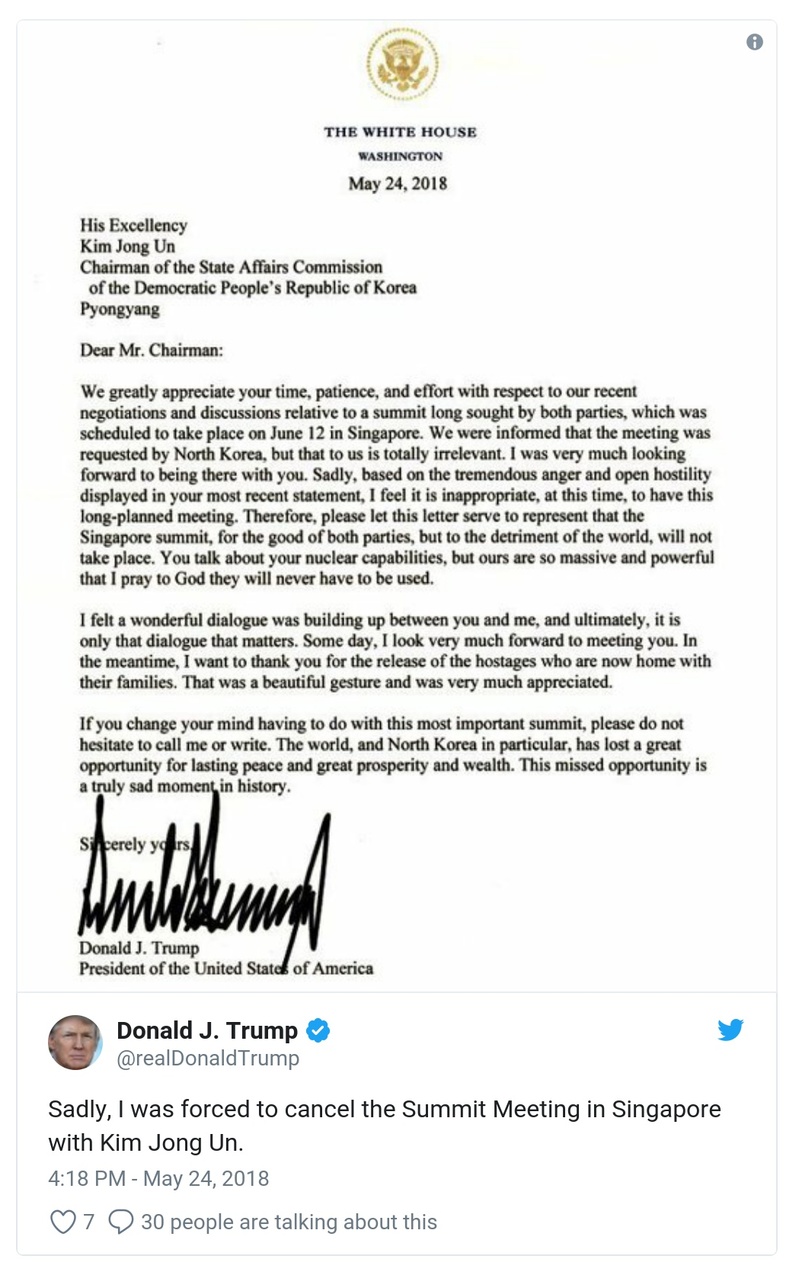 THE WHITE HOUSE
WASHINGTON
May 24, 2018
His Excellency
Kim Jong Un
Chairman of the State Affairs Commission
of the Democratic People's Republic of Korea
Pyongyang
Dear Mr. Chairman:
We greatly appreciate your time, patience, and effort with respect to our recent
negotiations and discussions relative to a summit long sought by both parties, which was
scheduled to take place on June 12 in Singapore. We were informed that the meeting was
requested by North Korea, but that to us is totally irrelevant. I was very much looking
forward to being there with you. Sadly, based on the tremendous anger and open hostility
displayed in your most recent statement, I feel it is inappropriate, at this time, to have this
long-planned meeting. Therefore, please let this letter serve to represent that the
Singapore summit, for the good of both parties, but to the detriment of the world, will not
take place. You talk about your nuclear capabilities, but ours are so massive and powerful
that I pray to God they will never have to be used.
I felt a wonderful dialogue was building up between you and me, and ultimately, it is
only that dialogue that matters. Some day, I look very much forward to meeting you. In
the meantime, I want to thank you for the release of the hostages who are now home with
their families. That was a beautiful gesture and was very much appreciated.
If you change your mind having to do with this most important summit, please do not
hesitate to call me or write. The world, and North Korea in particular, has lost a great
opportunity for lasting peace and great prosperity and wealth. This missed opportunity is
a truly sad moment in history.
Sincerely yours,
Donald J. Trump
President of the United States of America
Donald J. Trump
@realDonaldTrump
Sadly, I was forced to cancel the Summit Meeting in Singapore
with Kim Jong Un.
4:18 PM - May 24, 2018
7 30 people are talking about this